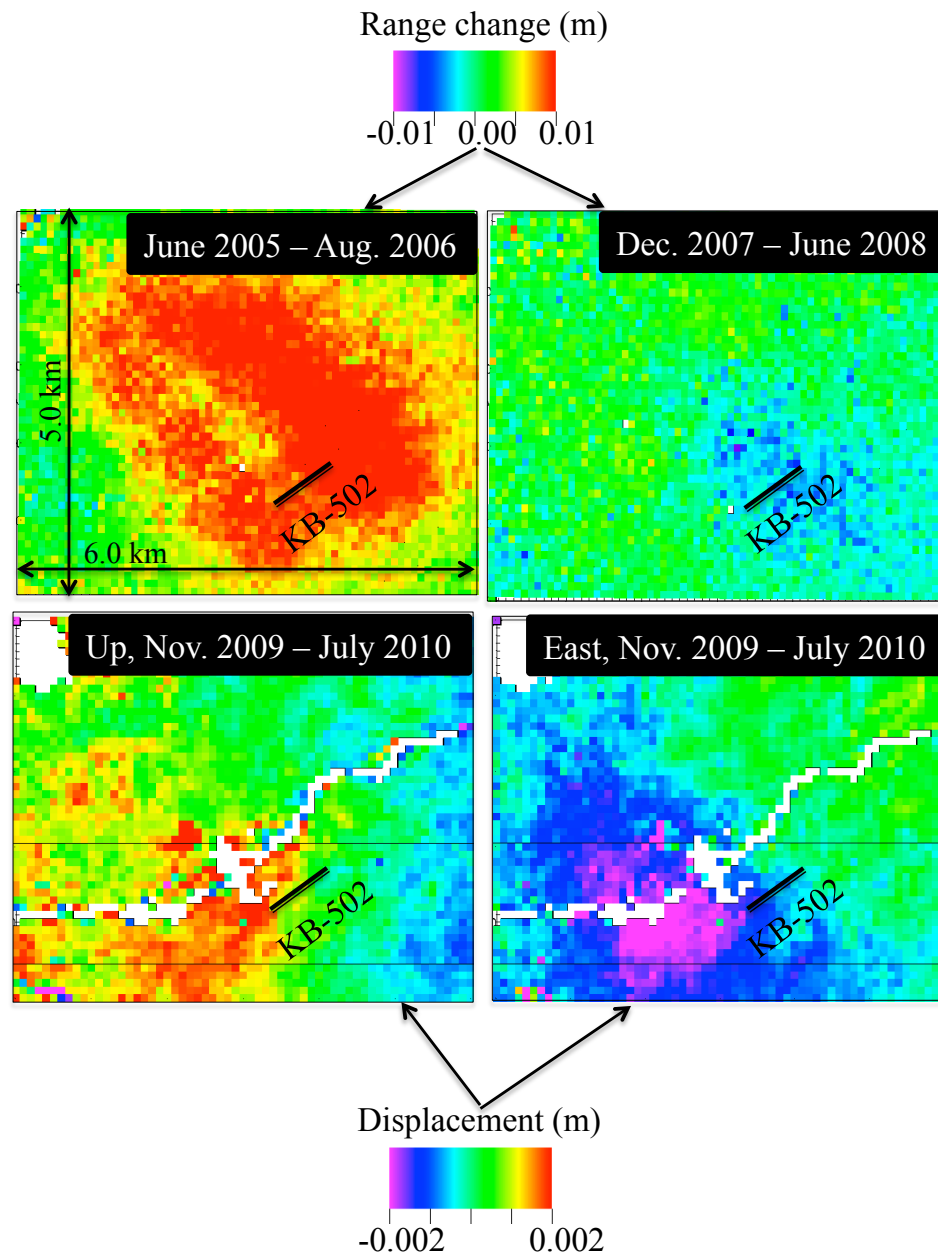 Range change (m)
-0.01 0.00 0.01
June 2005 – Aug. 2006
Dec. 2007 – June 2008
5.0 km
KB-502
KB-502
6.0 km
Up, Nov. 2009 – July 2010
East, Nov. 2009 – July 2010
KB-502
KB-502
Displacement (m)
-0.002 0.002